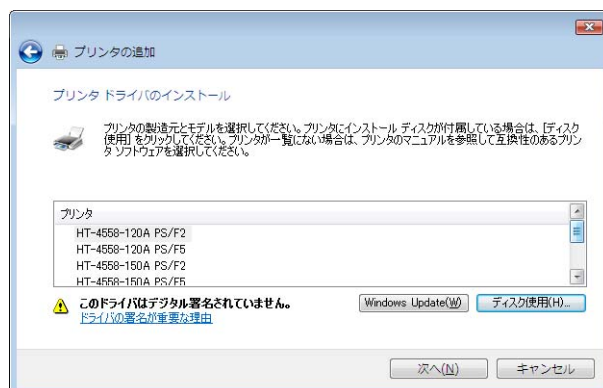 プリンタの追加
プリンタ ドライバのインストール
プリンタの製造元とモデルを選択してください。プリンタにインストール ディスクが付属している場合は、[ディスク
使用] をクリックしてください。プリンタが一覧にない場合は、プリンタのマニュアルを参照して互換性のあるプリン
タ ソフトウェアを選択してください。
プリンタ
HT-4558-120A PS/F2
HT-4558-120A PS/F5
HT-4558-150A PS/F2
HT-4558-150A PS/F5
このドライバはデジタル署名されていません。
ドライバの署名が重要な理由
Windows Update(W)
ディスク使用(H)...
次へ(N)
キャンセル